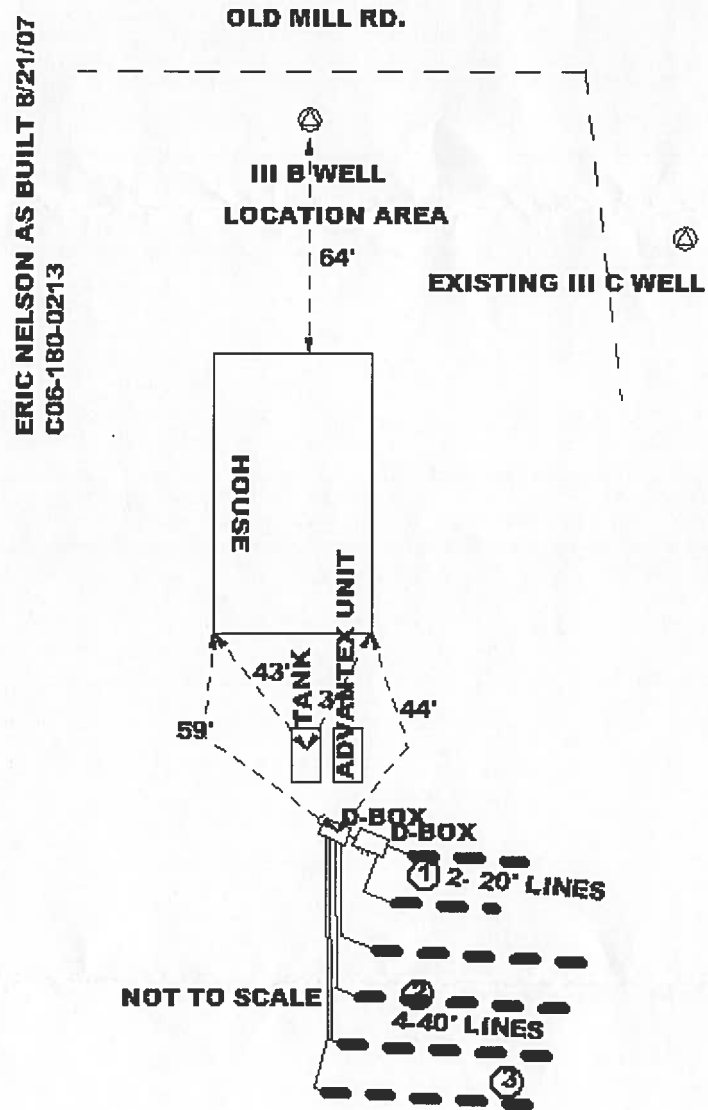 OLD MILL RD.
ERIC NELSON AS BUILT 8/21/07
C06-180-0213
III B WELL
LOCATION AREA
64'
EXISTING III C WELL
HOUSE
43'
TANK
ADVANTEX UNIT
59'
44'
D-BOX
D-BOX
1
2- 20' LINES
NOT TO SCALE
2
4-40' LINES
3